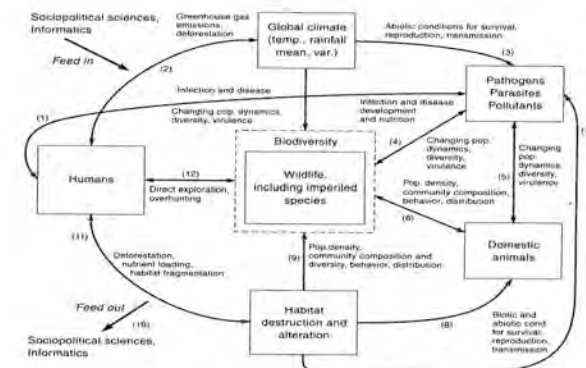 Sociopolitical sciences,
Informatics
Feed in
Greenhouse gas
emissions,
deforestation
(2)
Global climate
(temp., rainfall
mean, var.)
Abiotic conditions for survival,
reproduction, transmission
(3)
Pathogens
Parasites
Pollutants
(1)
Infection and disease
Changing pop. dynamics,
diversity, virulence
Infection and disease
development
and nutrition
(4)
Changing pop.
dynamics,
diversity,
virulence
(5)
Changing
pop.
dynamics,
diversity,
virulence
Biodiversity
Wildlife,
including imperiled
species
Humans
(12)
Direct exploration,
overhunting
Pop. density,
community composition,
behavior, distribution
(6)
Domestic
animals
(11)
Deforestation,
nutrient loading,
habitat fragmentation
(9)
Pop.density,
community composition and
diversity, behavior, distribution
Feed out
(10)
Sociopolitical sciences,
Informatics
Habitat
destruction and
alteration
(8)
Biotic and
abiotic cond
for survival,
reproduction,
transmission